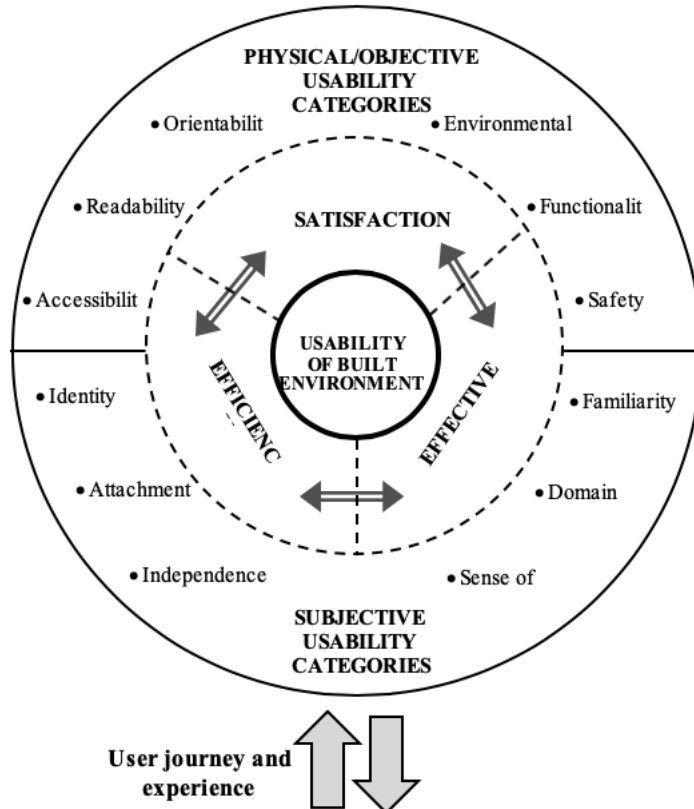 PHYSICAL/OBJECTIVE
USABILITY
CATEGORIES
• Orientabilit
• Environmental
• Readability
• Functionalit
SATISFACTION
• Accessibilit
• Safety
USABILITY
OF BUILT
ENVIRONMENT
EFFICIENC
EFFECTIVE
• Identity
• Familiarity
• Attachment
• Domain
• Independence
• Sense of
SUBJECTIVE
USABILITY
CATEGORIES
User journey and
experience